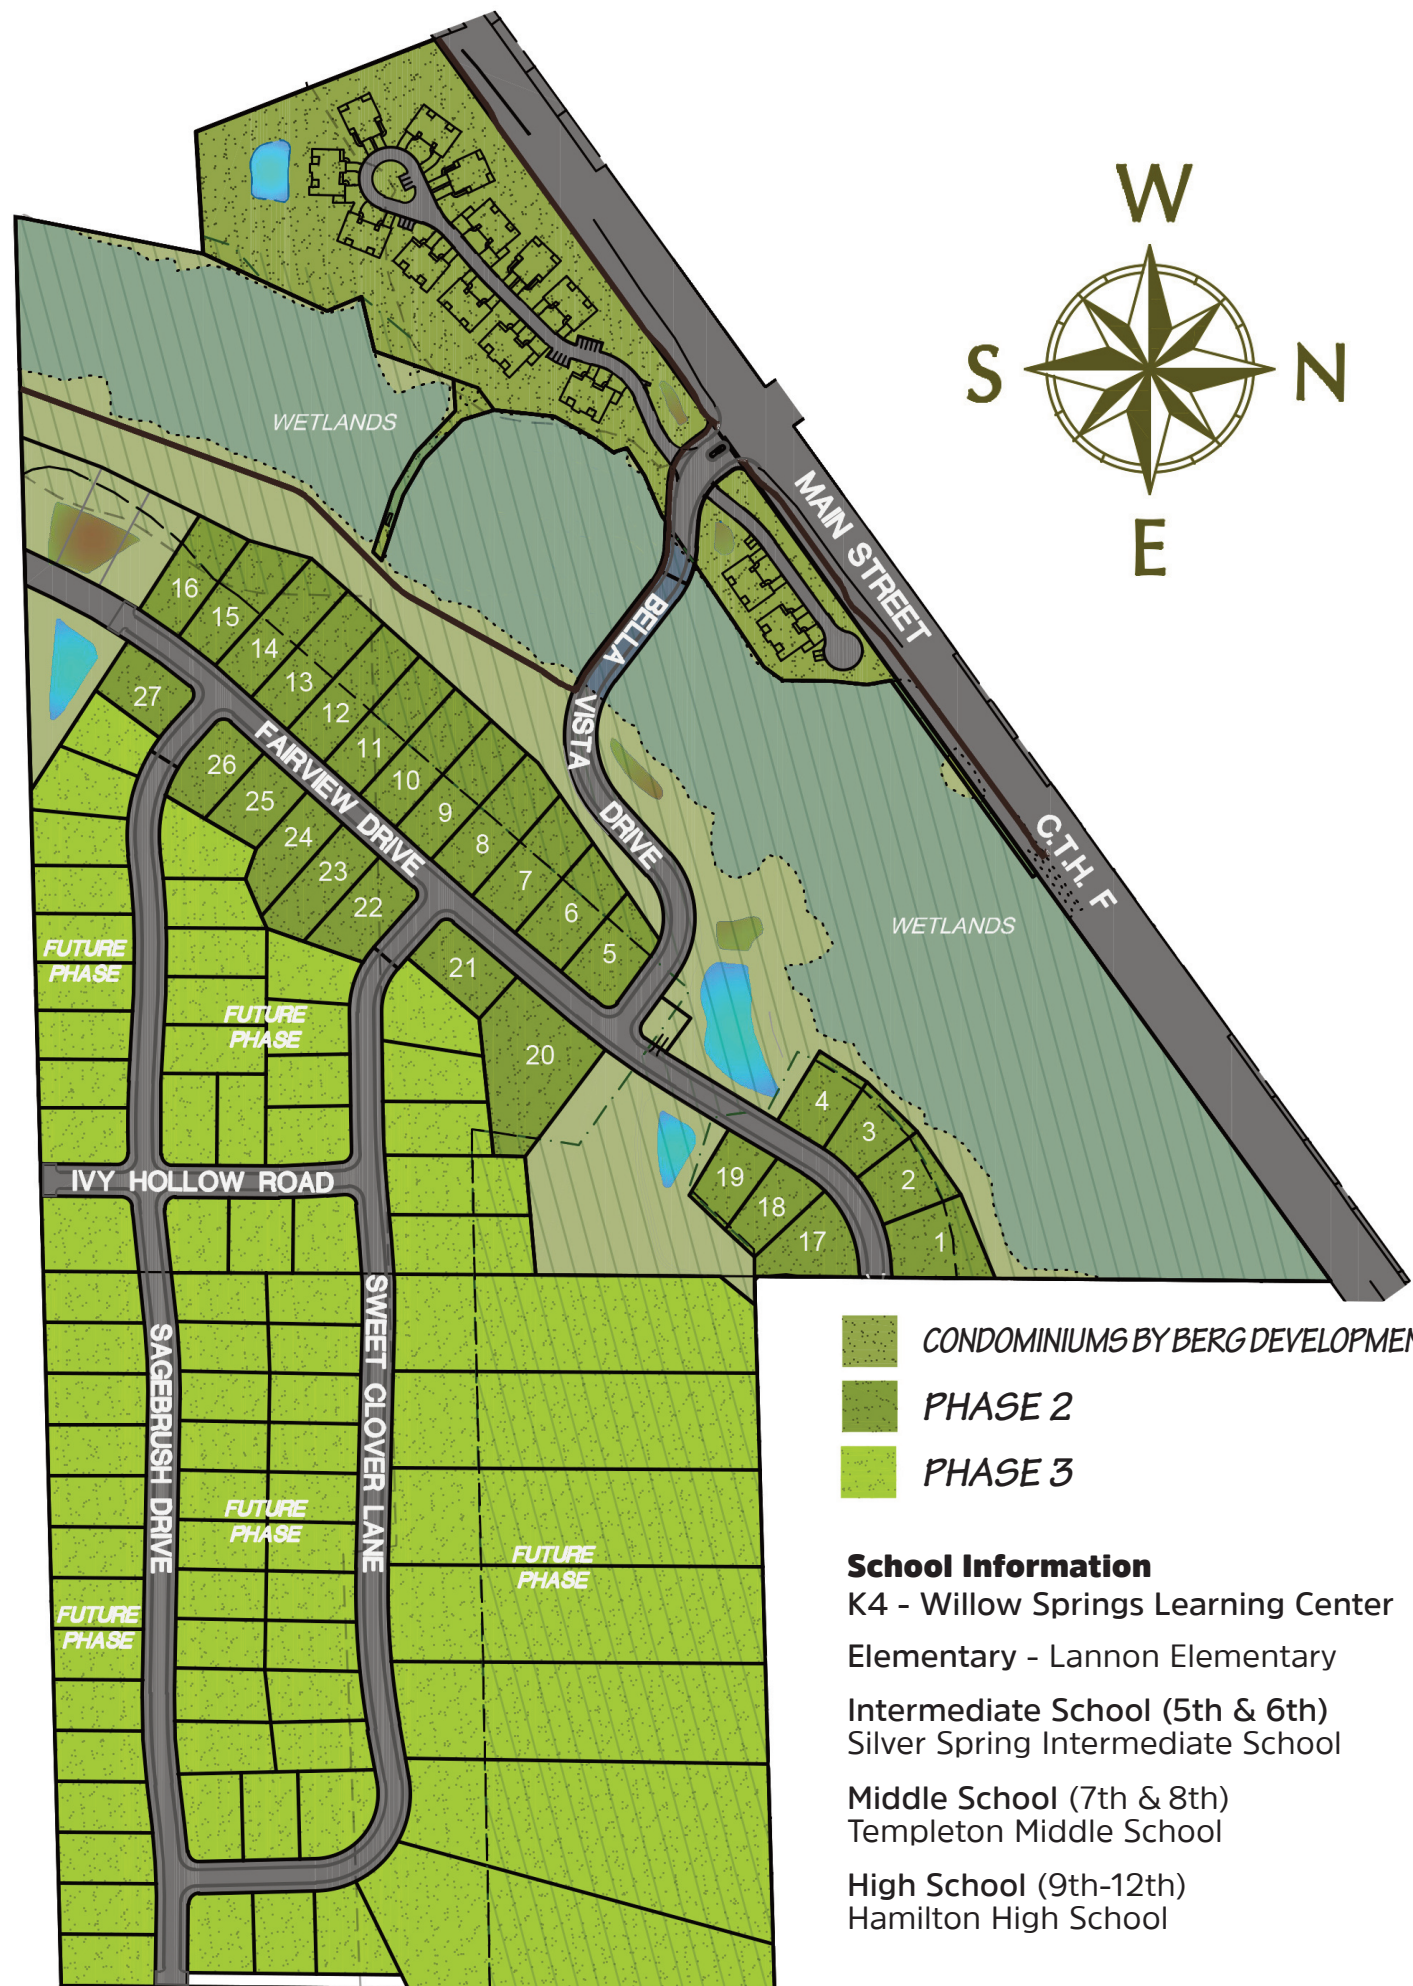 W
S
N
E
WETLANDS
MAIN STREET
BELLA VISTA DRIVE
C.T.H. F
WETLANDS
FAIRVIEW DRIVE
16
15
14
13
12
11
10
9
8
7
6
5
27
26
25
24
23
22
21
20
4
3
2
1
19
18
17
FUTURE
PHASE
FUTURE
PHASE
IVY HOLLOW ROAD
SAGEBRUSH DRIVE
SWEET CLOVER LANE
FUTURE
PHASE
FUTURE
PHASE
FUTURE
PHASE
CONDOMINIUMS BY BERG DEVELOPMEN
PHASE 2
PHASE 3
School Information
K4 - Willow Springs Learning Center
Elementary - Lannon Elementary
Intermediate School (5th & 6th)
Silver Spring Intermediate School
Middle School (7th & 8th)
Templeton Middle School
High School (9th-12th)
Hamilton High School